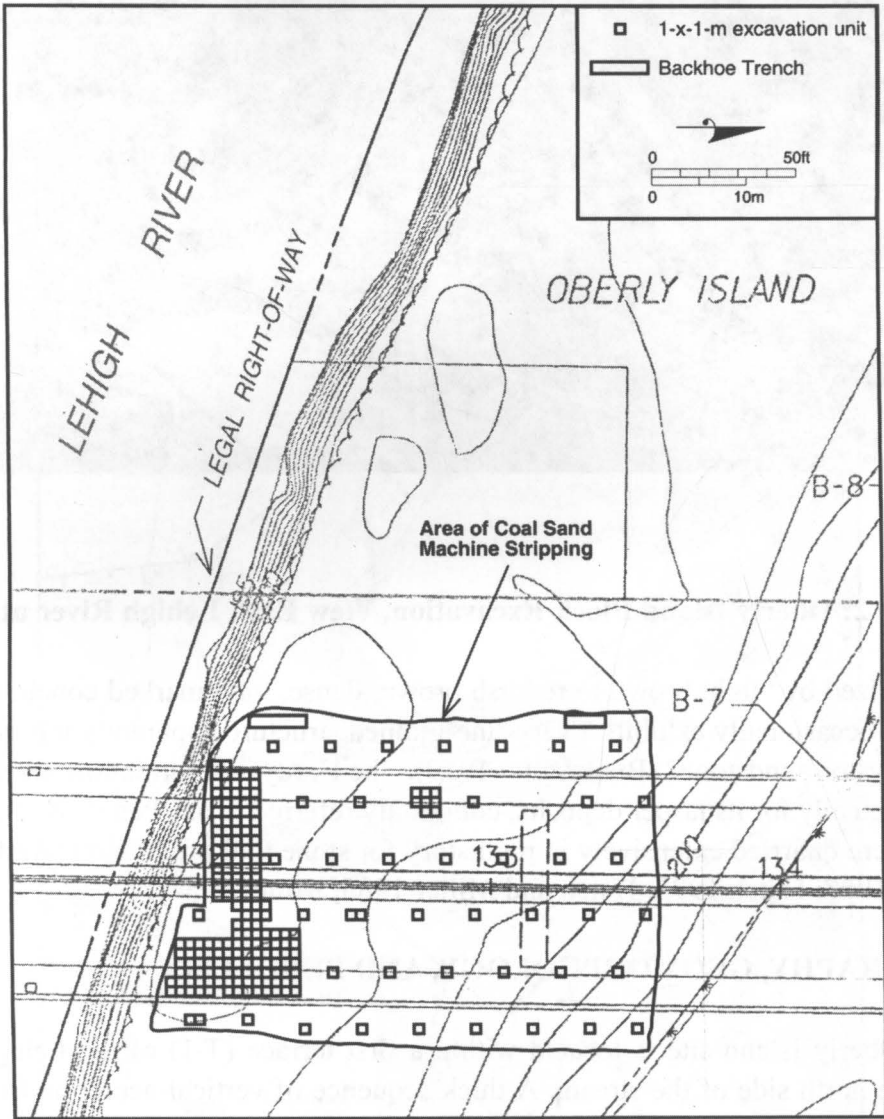 1-x-1-m excavation unit
Backhoe Trench
0 50ft
0 10m
LEHIGH RIVER
LEGAL RIGHT-OF-WAY
OBERLY ISLAND
B-8
Area of Coal Sand
Machine Stripping
B-7
133
200
134